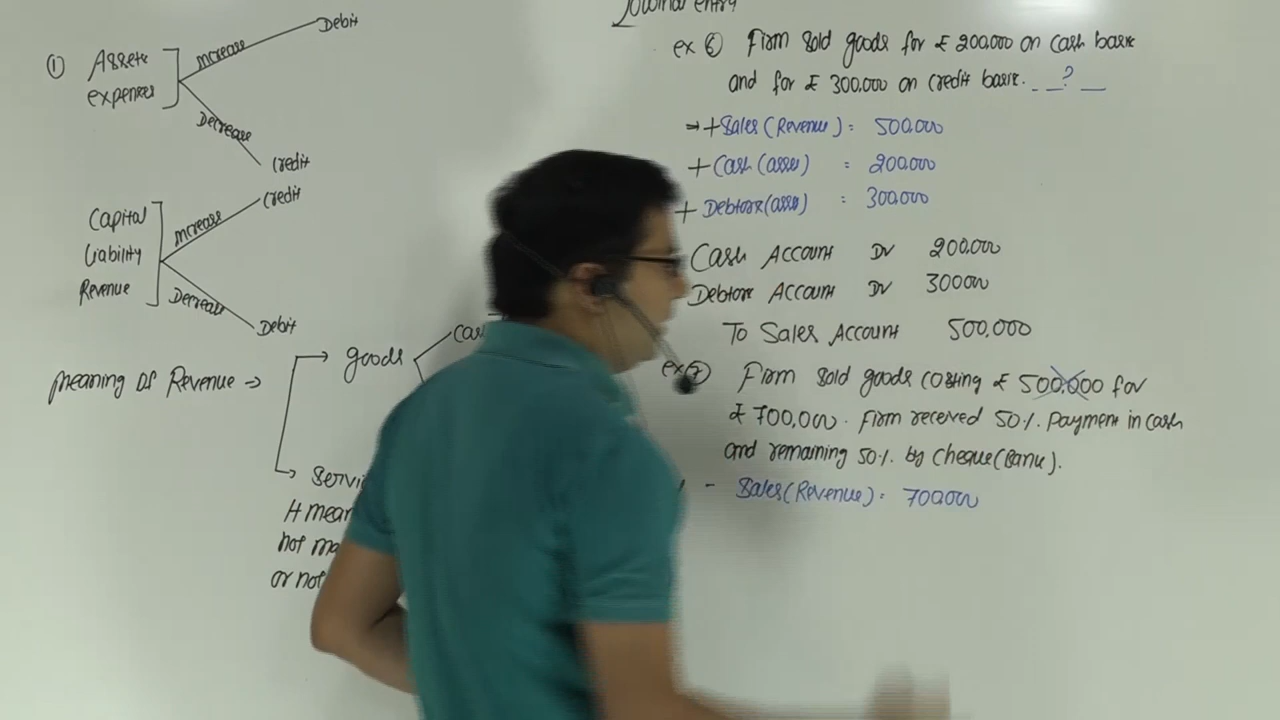 ① Assets
expenses
Increase
Debit
Decrease
Credit
Capital
Liability
Revenue
Increase
Credit
Decrease
Debit
meaning of Revenue →
goods
Journal entry
ex ⑥ Firm sold goods for £ 200,000 on cash basis
and for £ 300,000 on credit basis. _ _?_ _
→ + Sales (Revenue) = 500,000
+ Cash (asset) = 200,000
+ Debtors (asset) = 300,000
Cash Account Dr 200,000
Debtors Account Dr 300000
To Sales Account 500,000
ex ⑦ Firm sold goods costing £ 500,000 for
£ 700,000. Firm received 50%. Payment in cash
and remaining 50%. by Cheque (Bank).
- Sales (Revenue) = 700,000